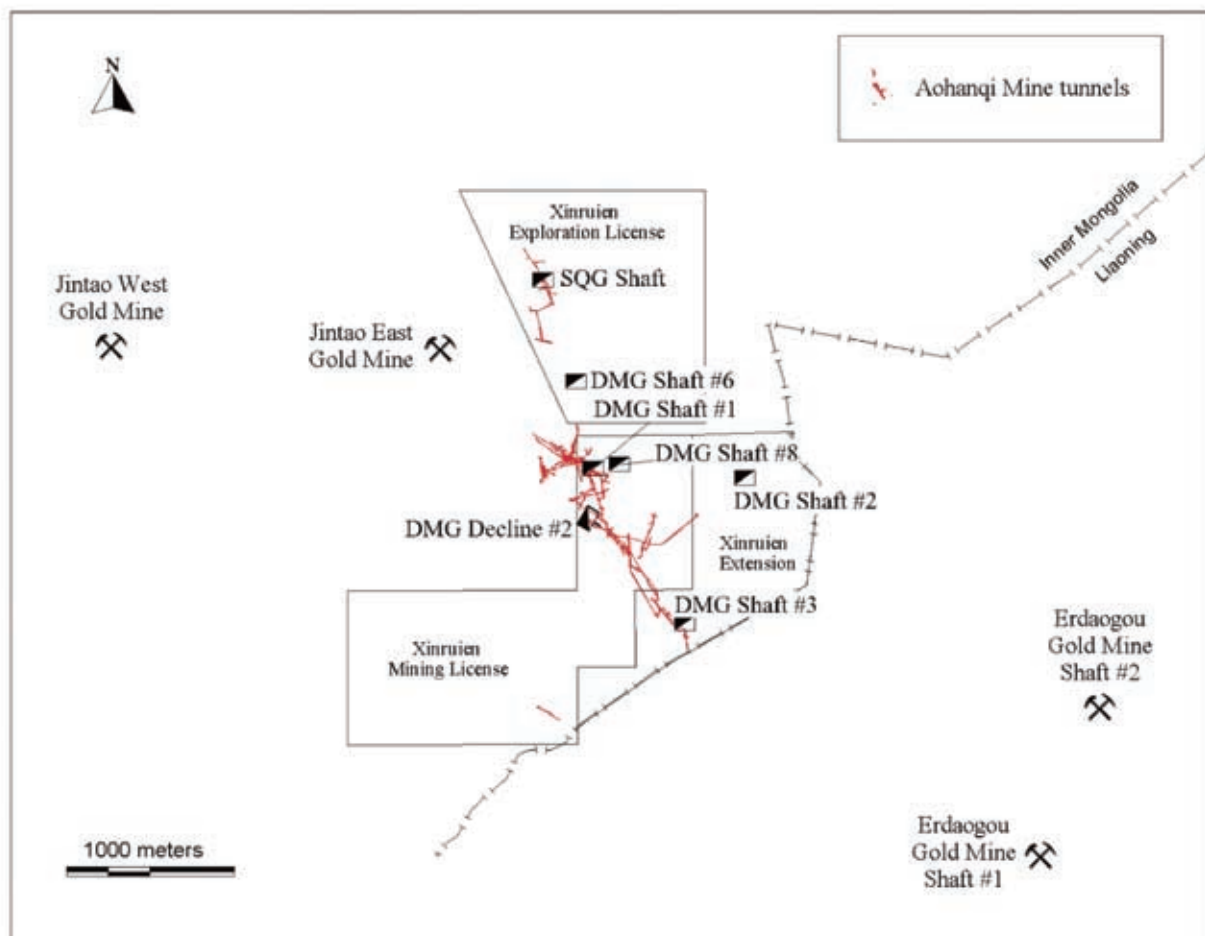 N
Aohanqi Mine tunnels
Inner Mongolia
Liaoning
Xinruien
Exploration License
SQG Shaft
Jintao West
Gold Mine
Jintao East
Gold Mine
DMG Shaft #6
DMG Shaft #1
DMG Shaft #8
DMG Shaft #2
DMG Decline #2
Xinruien
Extension
DMG Shaft #3
Xinruien
Mining License
Erdaogou
Gold Mine
Shaft #2
Erdaogou
Gold Mine
Shaft #1
1000 meters